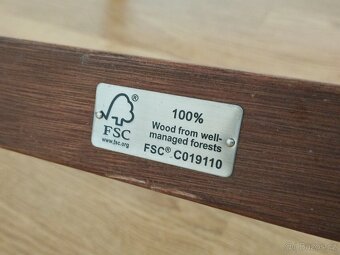 ®
FSC
www.fsc.org
100%
Wood from well-
managed forests
FSC® C019110